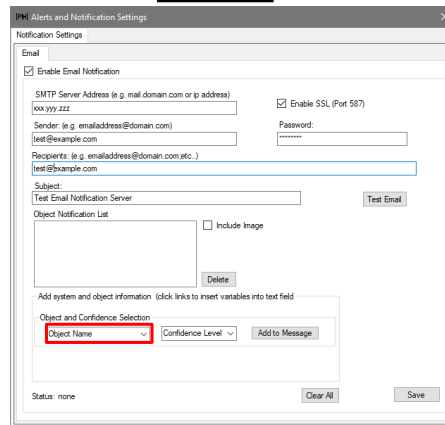 IPHI Alerts and Notification Settings
Notification Settings
Email
Enable Email Notification
SMTP Server Address (e.g. mail.domain.com or ip address)
xxx.yyy.zzz
Enable SSL (Port 587)
Sender: (e.g. emailaddress@domain.com)
Password:
test@example.com
********
Recipients: (e.g. emailaddress@domain.com;etc..)
test@example.com
Subject:
Test Email Notification Server
Test Email
Object Notification List
Include Image
Delete
Add system and object information (click links to insert variables into text field
Object and Confidence Selection
Object Name
Confidence Level
Add to Message
Status: none
Clear All
Save